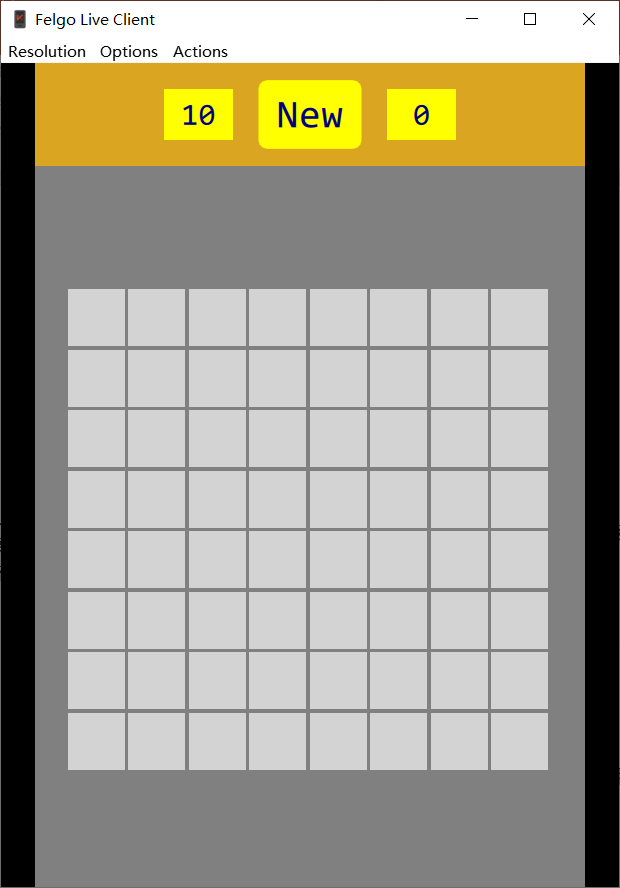 Felgo Live Client
Resolution Options Actions
10 New 0